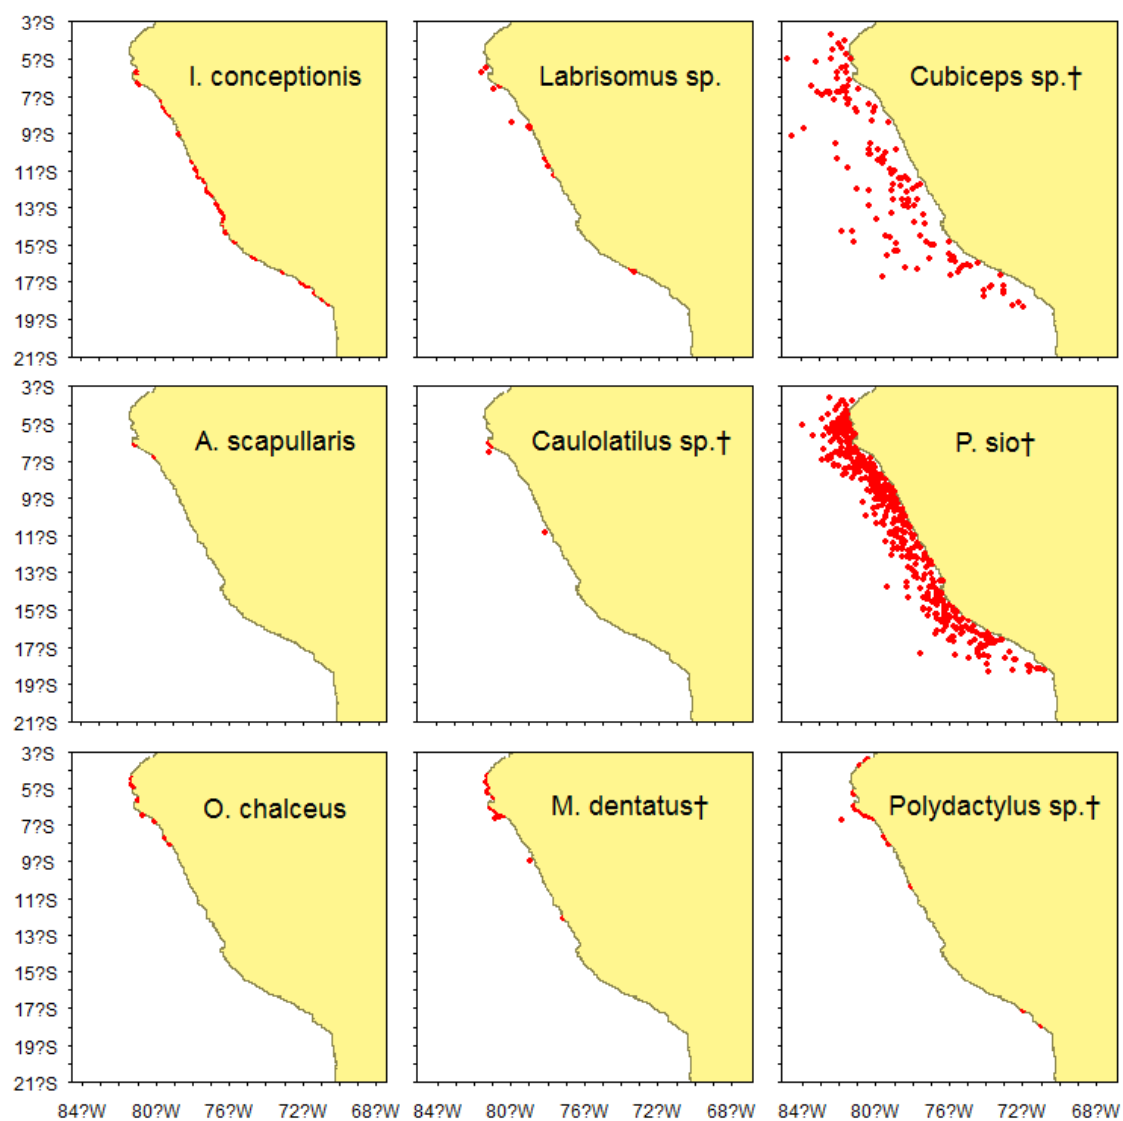 3?S
5?S
7?S
9?S
11?S
13?S
15?S
17?S
19?S
21?S
I. conceptionis
Labrisomus sp.
Cubiceps sp.†
3?S
5?S
7?S
9?S
11?S
13?S
15?S
17?S
19?S
21?S
A. scapullaris
Caulolatilus sp.†
P. sio†
3?S
5?S
7?S
9?S
11?S
13?S
15?S
17?S
19?S
21?S
O. chalceus
M. dentatus†
Polydactylus sp.†
84?W 80?W 76?W 72?W 68?W
84?W 80?W 76?W 72?W 68?W
84?W 80?W 76?W 72?W 68?W